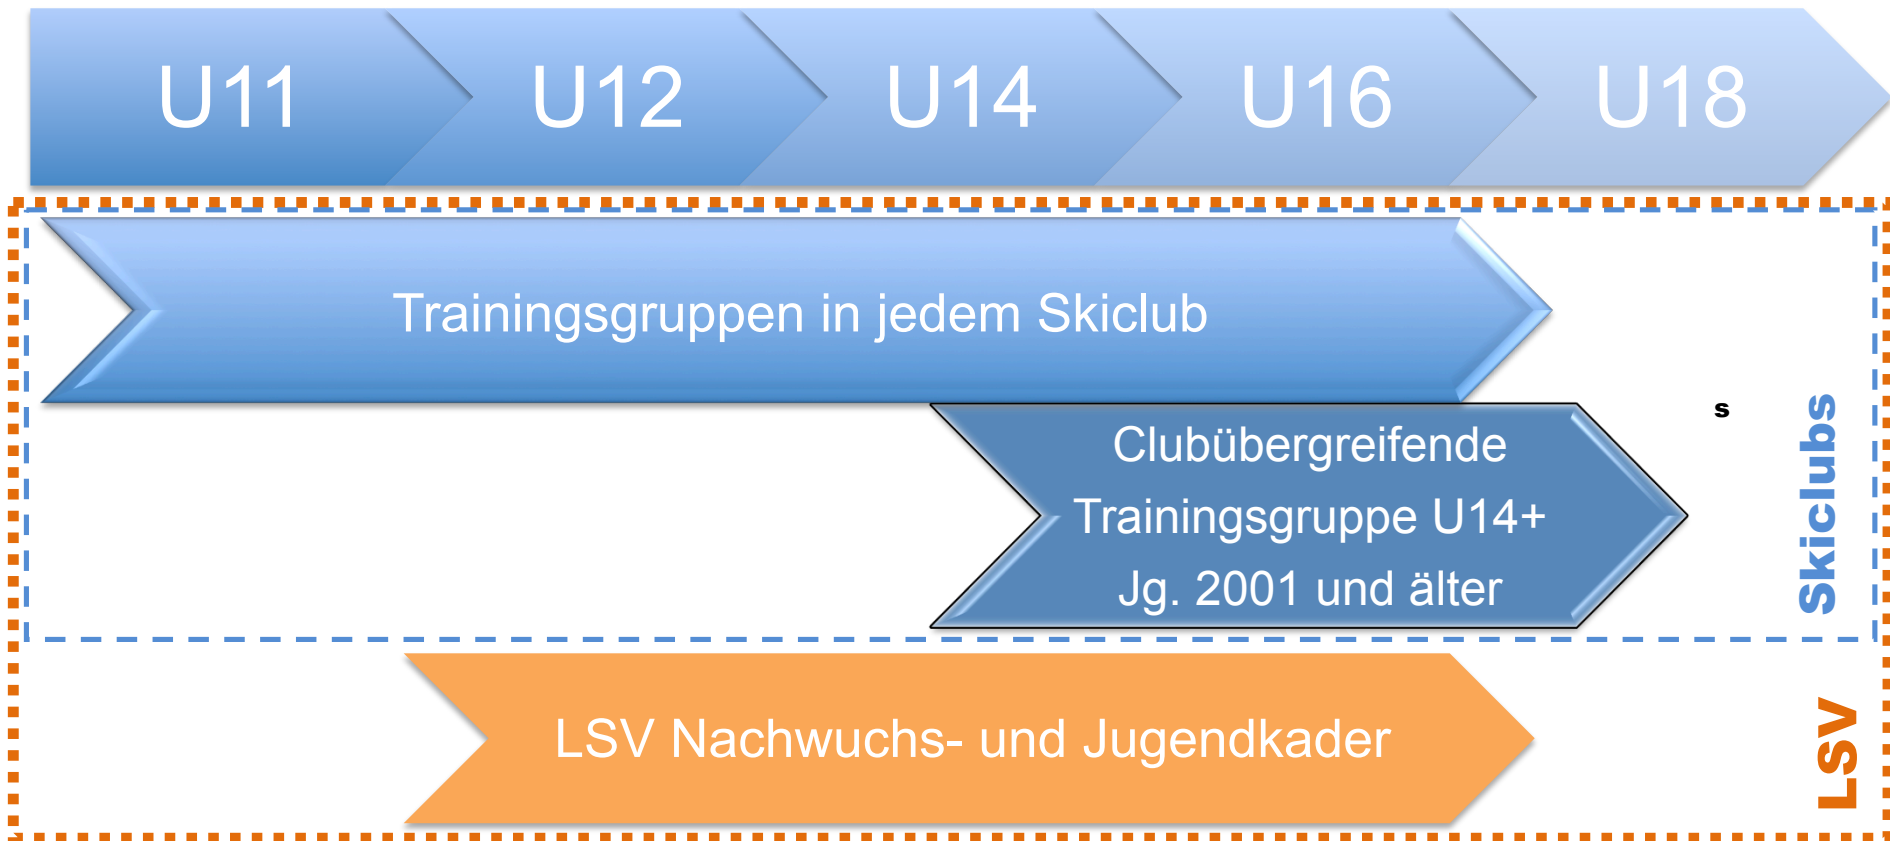 U11
U12
U14
U16
U18
Trainingsgruppen in jedem Skiclub
Clubübergreifende
Trainingsgruppe U14+
Jg. 2001 und älter
s
Skiclubs
LSV Nachwuchs- und Jugendkader
LSV